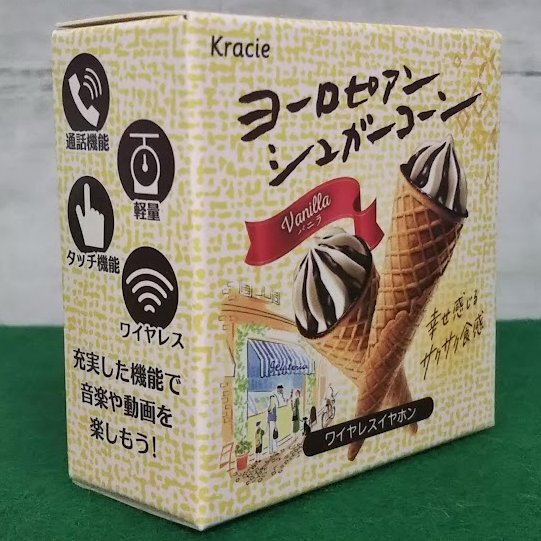 Kracie
ヨーロピアン
シュガーコーン
Vanilla
バニラ
Gelateria
幸せ感じる
サクサク食感
ワイヤレスイヤホン
通話機能
軽量
タッチ機能
ワイヤレス
充実した機能で
音楽や動画を
楽しもう!